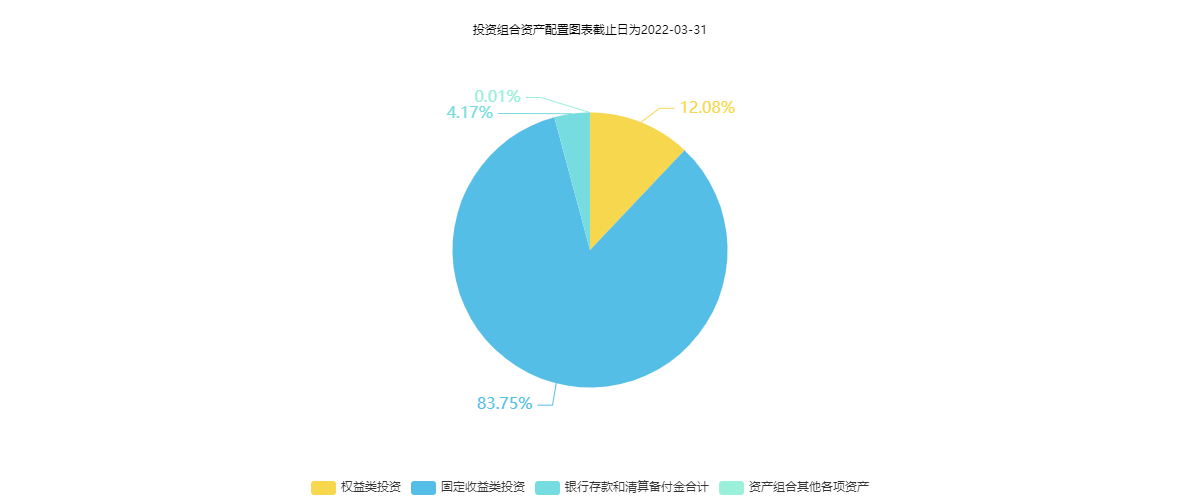 投资组合资产配置图表截止日为2022-03-31
0.01%
12.08%
4.17%
83.75%
权益类投资
固定收益类投资
银行存款和清算备付金合计
资产组合其他各项资产